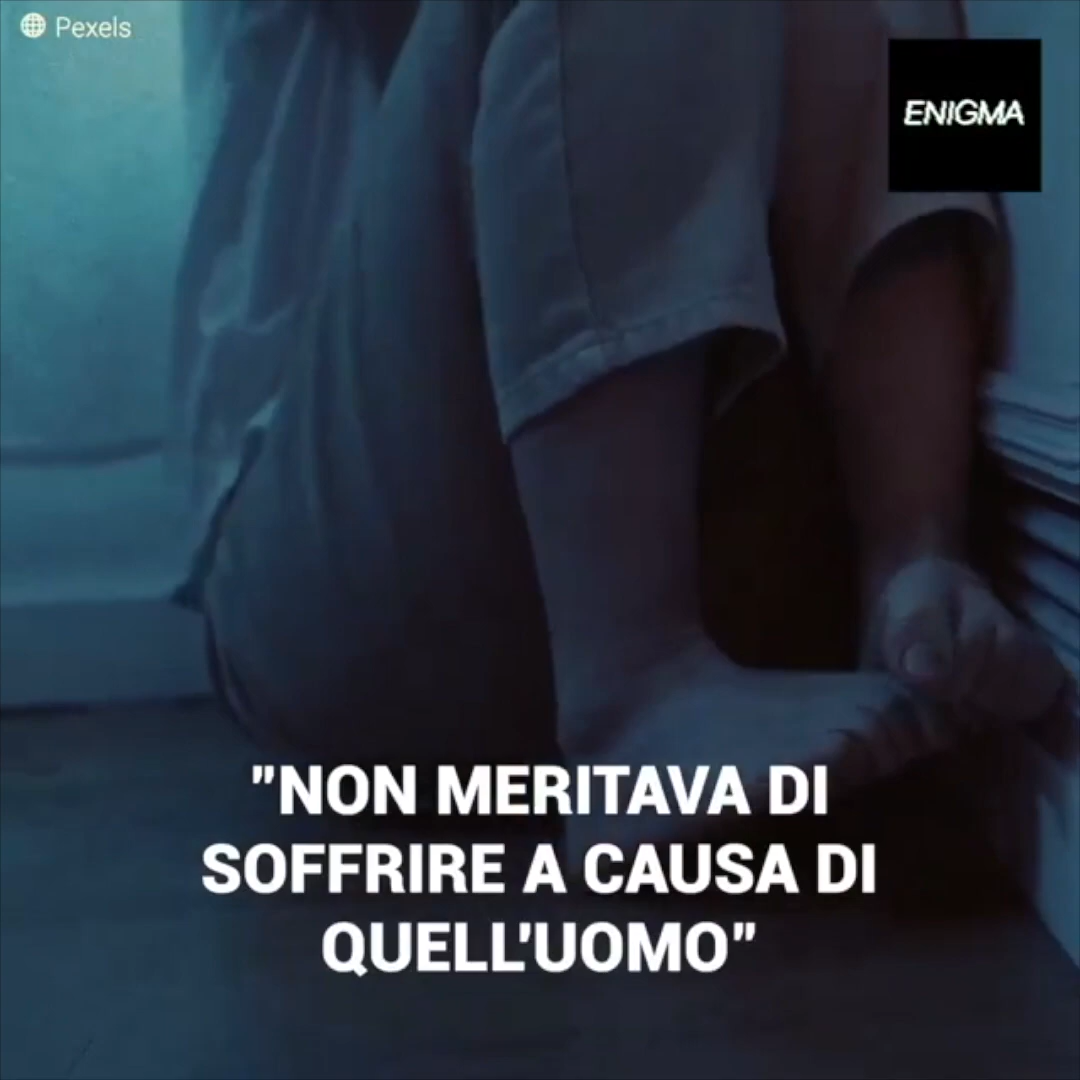 Pexels
ENIGMA
"NON MERITAVA DI
SOFFRIRE A CAUSA DI
QUELL'UOMO"